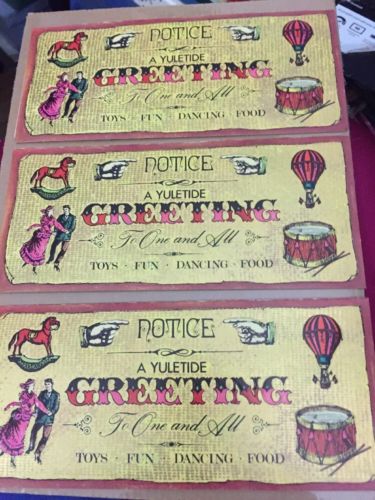 NOTICE
A YULETIDE
GREETING
To One and All
TOYS · FUN · DANCING · FOOD
NOTICE
A YULETIDE
GREETING
To One and All
TOYS · FUN · DANCING · FOOD
NOTICE
A YULETIDE
GREETING
To One and All
TOYS · FUN · DANCING · FOOD